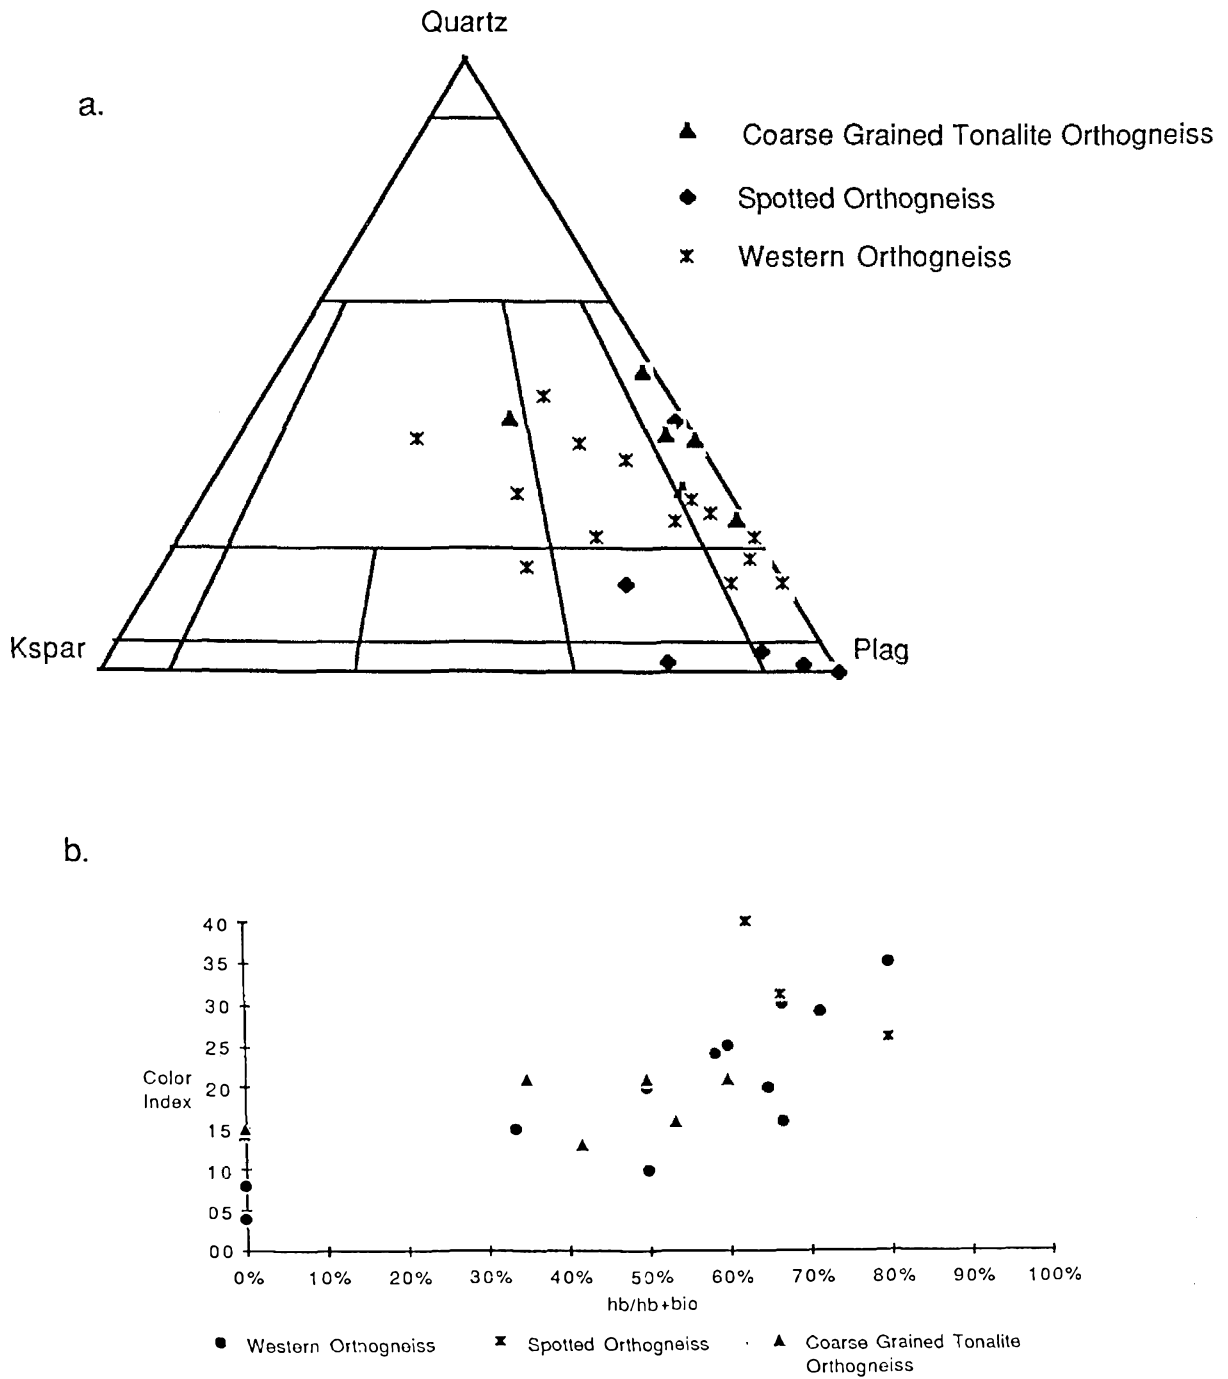 Quartz
a.
Coarse Grained Tonalite Orthogneiss
Spotted Orthogneiss
Western Orthogneiss
Kspar
Plag
b.
40
35
30
25
Color
Index
20
15
10
05
00
0% 10% 20% 30% 40% 50% 60% 70% 80% 90% 100%
hb/hb+bio
Western Orthogneiss
Spotted Orthogneiss
Coarse Grained Tonalite
Orthogneiss